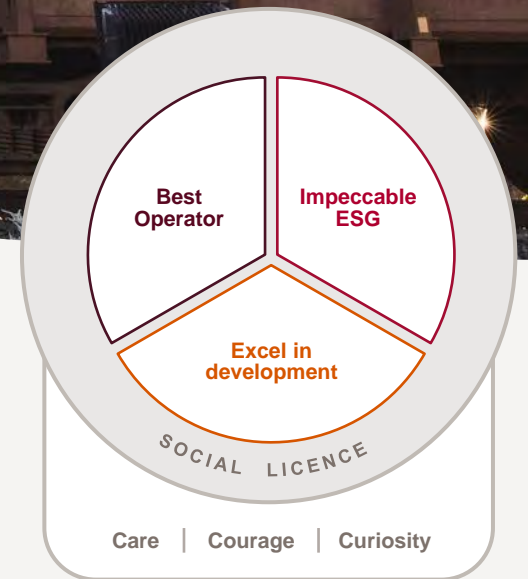 Best
Operator
Impeccable
ESG
Excel in
development
SOCIAL LICENCE
Care | Courage | Curiosity